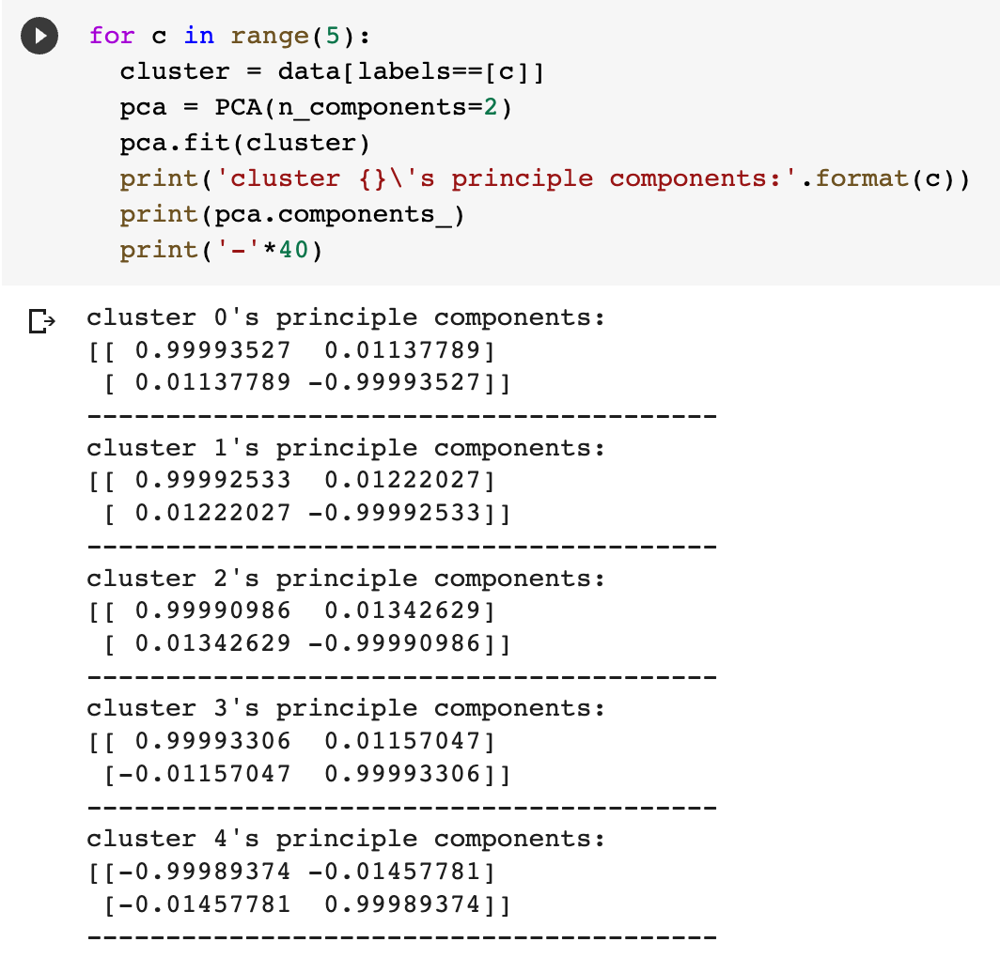 for c in range(5):
  cluster = data[labels==[c]]
  pca = PCA(n_components=2)
  pca.fit(cluster)
  print('cluster {}\'s principle components:'.format(c))
  print(pca.components_)
  print('-'*40)
cluster 0's principle components:
[[ 0.99993527  0.01137789]
 [ 0.01137789 -0.99993527]]
----------------------------------------
cluster 1's principle components:
[[ 0.99992533  0.01222027]
 [ 0.01222027 -0.99992533]]
----------------------------------------
cluster 2's principle components:
[[ 0.99990986  0.01342629]
 [ 0.01342629 -0.99990986]]
----------------------------------------
cluster 3's principle components:
[[ 0.99993306  0.01157047]
 [-0.01157047  0.99993306]]
----------------------------------------
cluster 4's principle components:
[[-0.99989374 -0.01457781]
 [-0.01457781  0.99989374]]
----------------------------------------